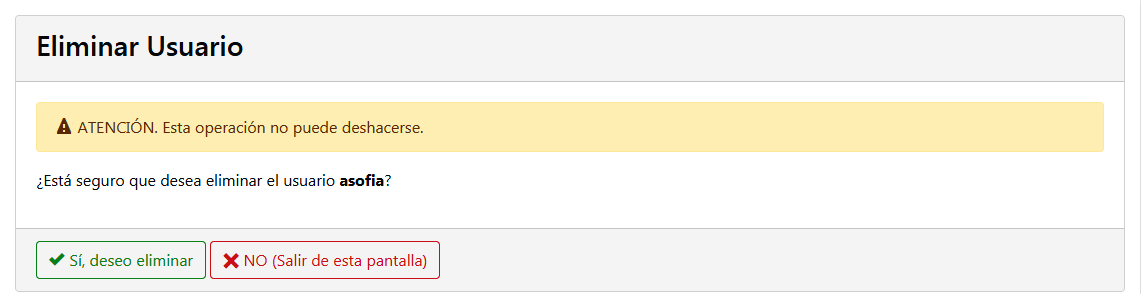 Eliminar Usuario
ATENCIÓN. Esta operación no puede deshacerse.
¿Está seguro que desea eliminar el usuario asofia?
Sí, deseo eliminar
NO (Salir de esta pantalla)